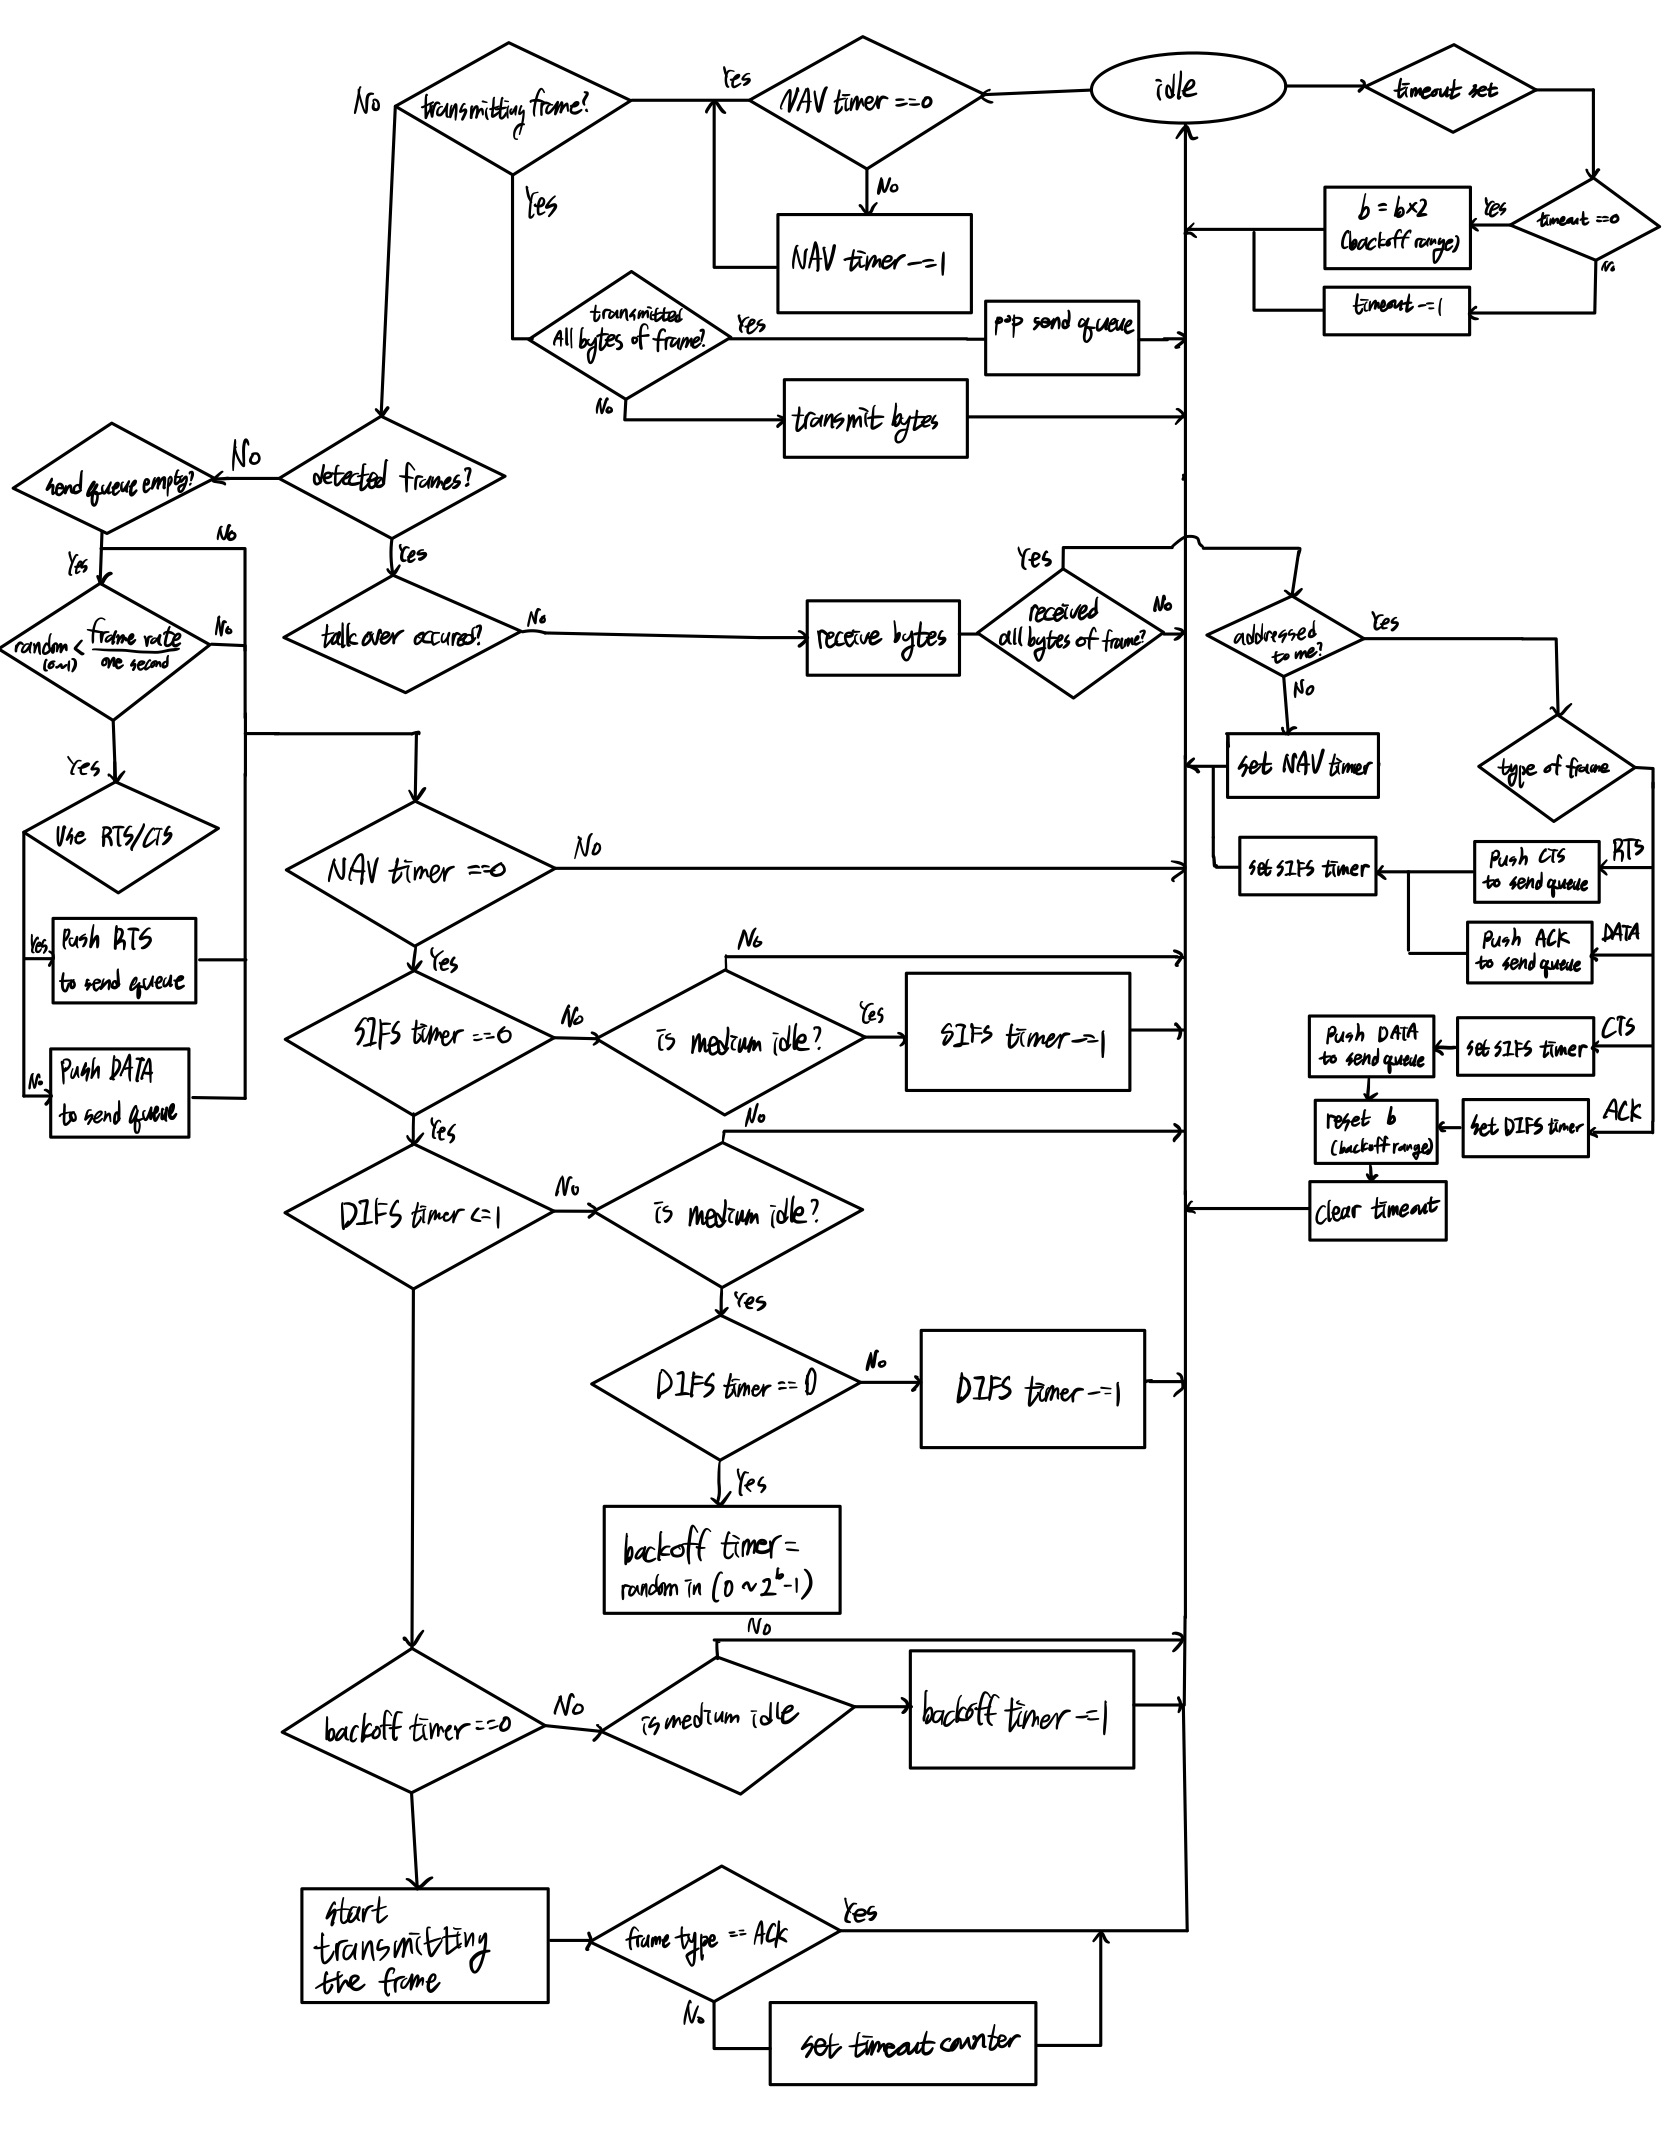 idle
NAV timer ==0
Yes
transmitting frame?
No
timeout set
No
NAV timer -=1
Yes
timeout ==0
Yes
b = b×2
(backoff range)
No
timeout -=1
transmitted
All bytes of frame?
Yes
pop send queue
No
transmit bytes
detected frames?
No
send queue empty?
No
Yes
Yes
random < frame rate
(0~1) one second
No
talk over occured?
No
receive bytes
received
all bytes of frame?
Yes
No
addressed
to me?
Yes
No
set NAV timer
type of frame
Yes
Use RTS/CTS
RTS
Push CTS
to send queue
set SIFS timer
NAV timer ==0
No
Yes
Push RTS
to send queue
DATA
Push ACK
to send queue
Yes
SIFS timer ==0
No
is medium idle?
No
Yes
SIFS timer -=1
CTS
set SIFS timer
Push DATA
to send queue
No
Push DATA
to send queue
ACK
set DIFS timer
reset b
(backoff range)
clear timeout
Yes
DIFS timer <=1
No
is medium idle?
No
Yes
DIFS timer == 0
No
DIFS timer -=1
Yes
backoff timer =
random in (0 ~ 2^b -1)
backoff timer ==0
No
is medium idle
No
backoff timer -=1
start
transmitting
the frame
frame type == Ack
Yes
No
set timeout counter